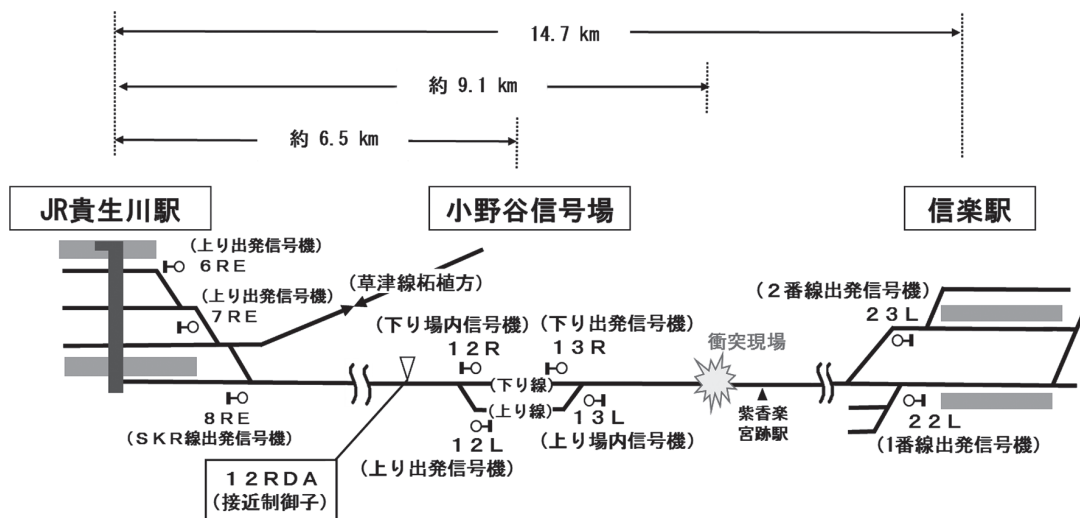 14.7 km
約 9.1 km
約 6.5 km
JR貴生川駅
小野谷信号場
信楽駅
(上り出発信号機)
6RE
(上り出発信号機)
7RE
(草津線柘植方)
(下り場内信号機)
12R
(下り出発信号機)
13R
衝突現場
(2番線出発信号機)
23L
(下り線)
(上り線)
8RE
(SKR線出発信号機)
12L
(上り出発信号機)
13L
(上り場内信号機)
紫香楽
宮跡駅
22L
(1番線出発信号機)
12RDA
(接近制御子)